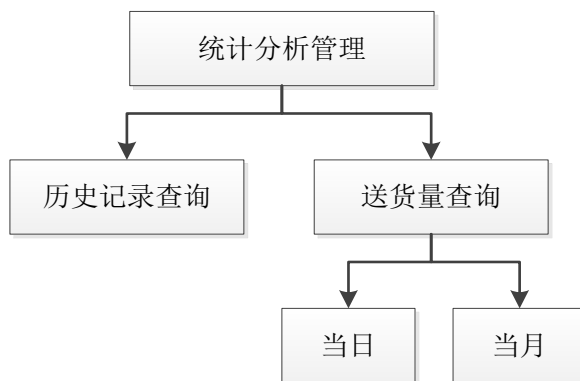 统计分析管理
历史记录查询
送货量查询
当日
当月